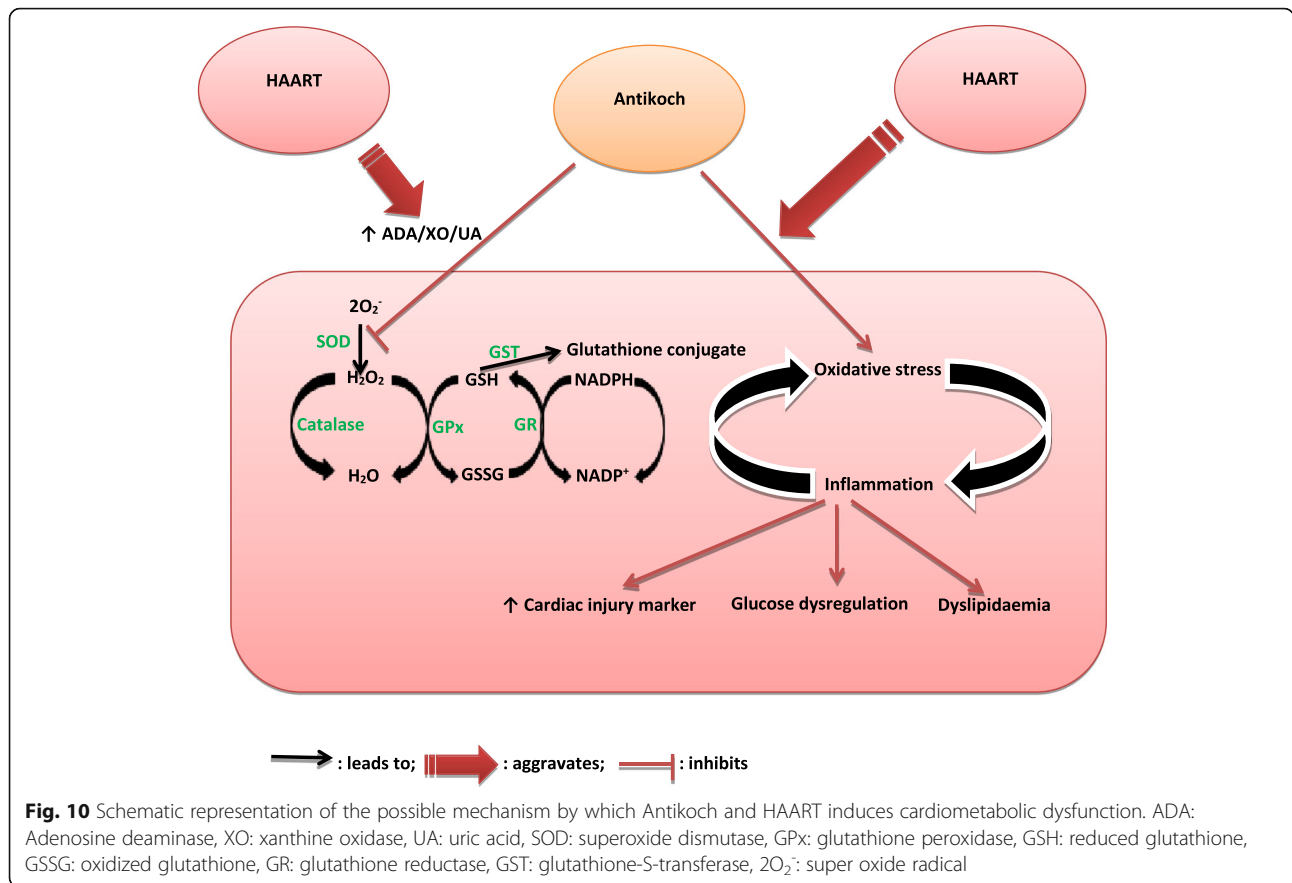 HAART
Antikoch
HAART
↑ ADA/XO/UA
2O₂⁻
SOD
GST
Glutathione conjugate
H₂O₂
GSH
NADPH
Oxidative stress
Catalase
GPx
GR
H₂O
GSSG
NADP⁺
Inflammation
↑ Cardiac injury marker
Glucose dysregulation
Dyslipidaemia
: leads to; : aggravates; : inhibits
Fig. 10 Schematic representation of the possible mechanism by which Antikoch and HAART induces cardiometabolic dysfunction. ADA:
Adenosine deaminase, XO: xanthine oxidase, UA: uric acid, SOD: superoxide dismutase, GPx: glutathione peroxidase, GSH: reduced glutathione,
GSSG: oxidized glutathione, GR: glutathione reductase, GST: glutathione-S-transferase, 2O₂⁻: super oxide radical